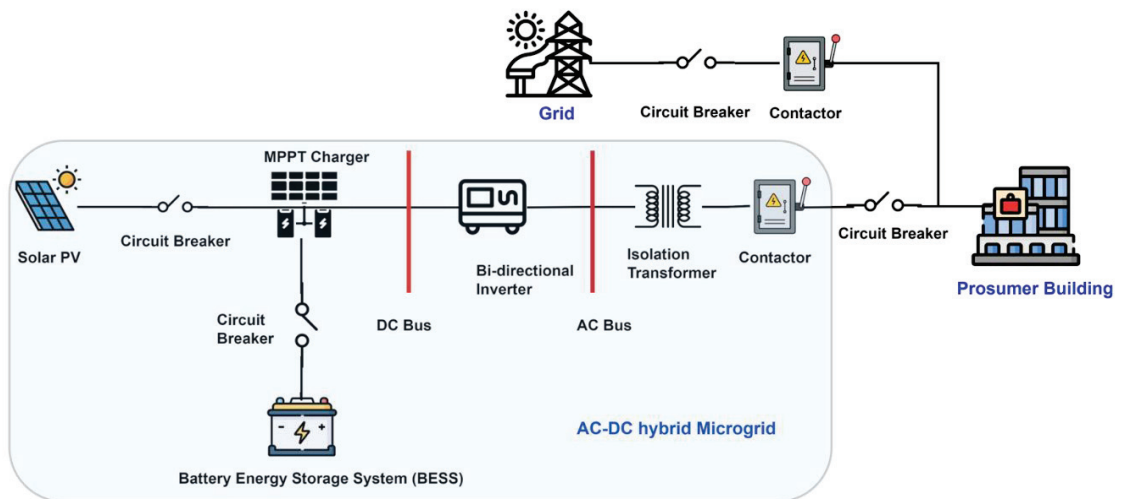 Grid
Circuit Breaker
Contactor
MPPT Charger
Solar PV
Circuit Breaker
DC Bus
Bi-directional
Inverter
AC Bus
Isolation
Transformer
Contactor
Circuit Breaker
Prosumer Building
Circuit
Breaker
AC-DC hybrid Microgrid
Battery Energy Storage System (BESS)